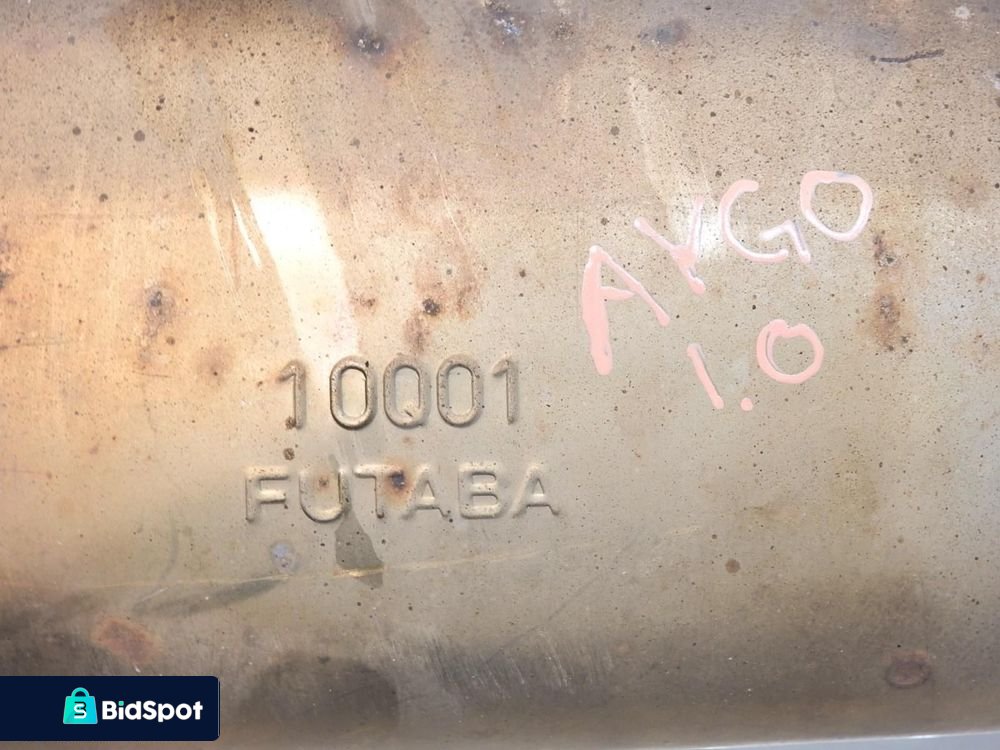 AYGO
1.0
10Q01
FUTABA
BidSpot